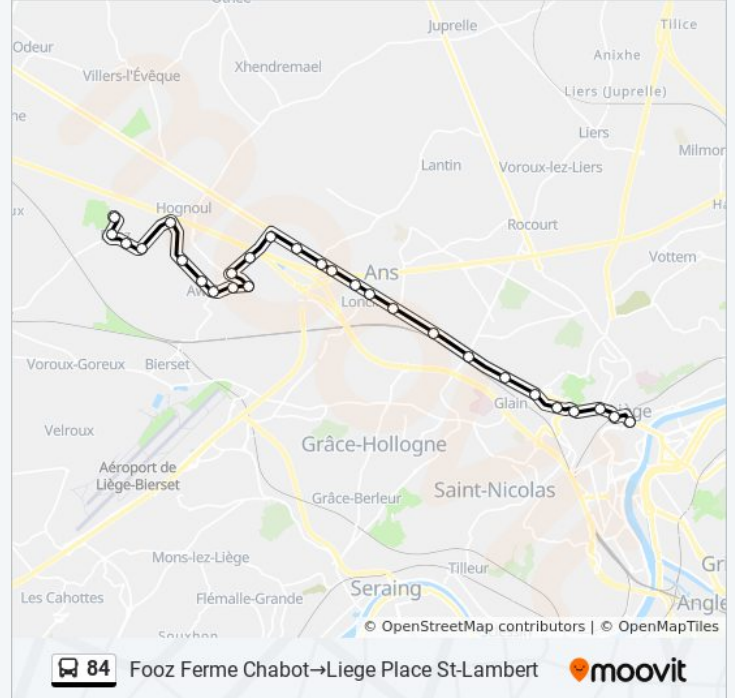 Tilice
Juprelle
Odeur
Anixhe
Villers-l'Évêque
Xhendremael
Liers (Juprelle)
Liers
Milmor
Lantin
Voroux-lez-Liers
Hognoul
Rocourt
Vottem
Ans
Voroux-Goreux
Bierset
Glain
Velroux
Grâce-Hollogne
Aéroport de
Liège-Bierset
Saint-Nicolas
Grâce-Berleur
Mons-lez-Liège
Tilleur
Seraing
Les Cahottes
Flémalle-Grande
Angle
© OpenStreetMap contributors | © OpenMapTiles
84 Fooz Ferme Chabot→Liege Place St-Lambert moovit